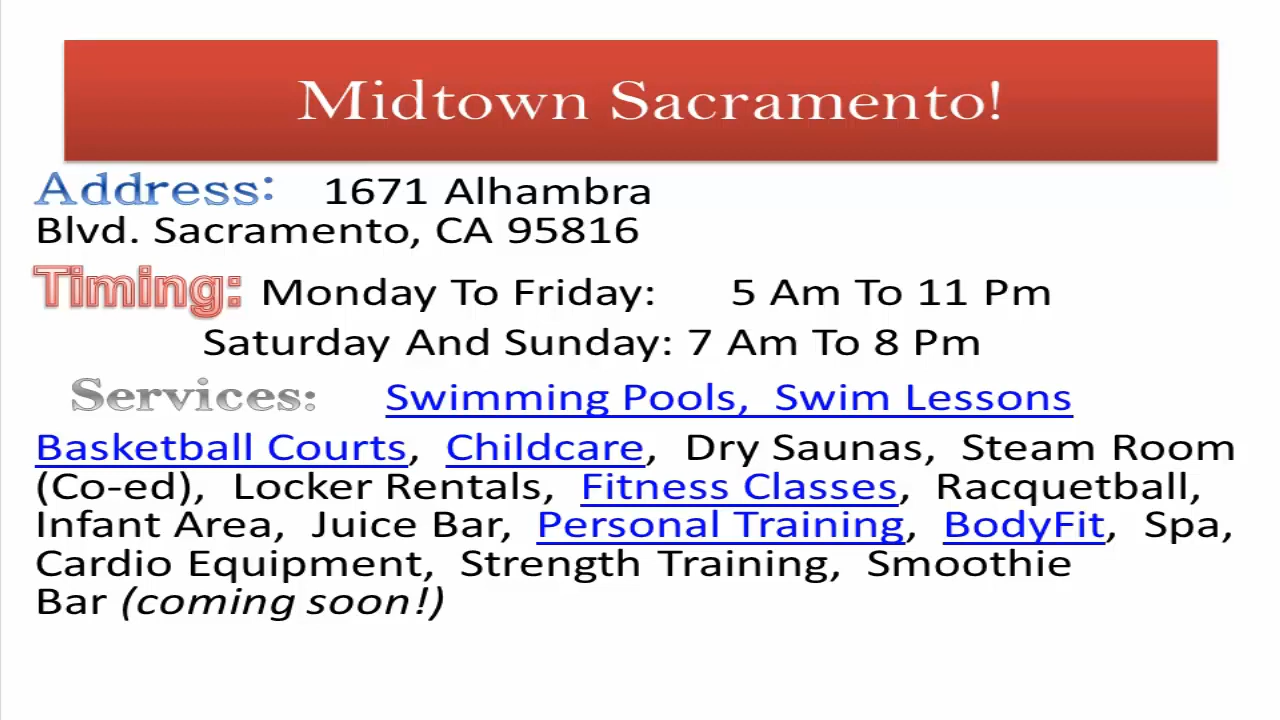 Midtown Sacramento!
Address: 1671 Alhambra
Blvd. Sacramento, CA 95816
Timing: Monday To Friday: 5 Am To 11 Pm
Saturday And Sunday: 7 Am To 8 Pm
Services: Swimming Pools, Swim Lessons
Basketball Courts, Childcare, Dry Saunas, Steam Room
(Co-ed), Locker Rentals, Fitness Classes, Racquetball,
Infant Area, Juice Bar, Personal Training, BodyFit, Spa,
Cardio Equipment, Strength Training, Smoothie
Bar (coming soon!)